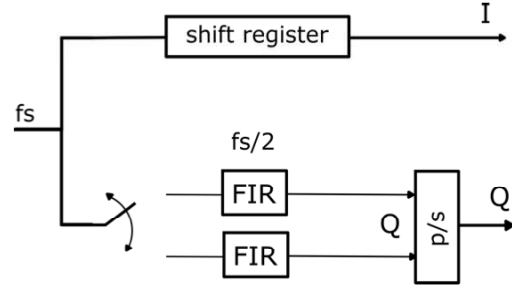 I
shift register
fs
fs/2
FIR
Q
Q
p/s
FIR